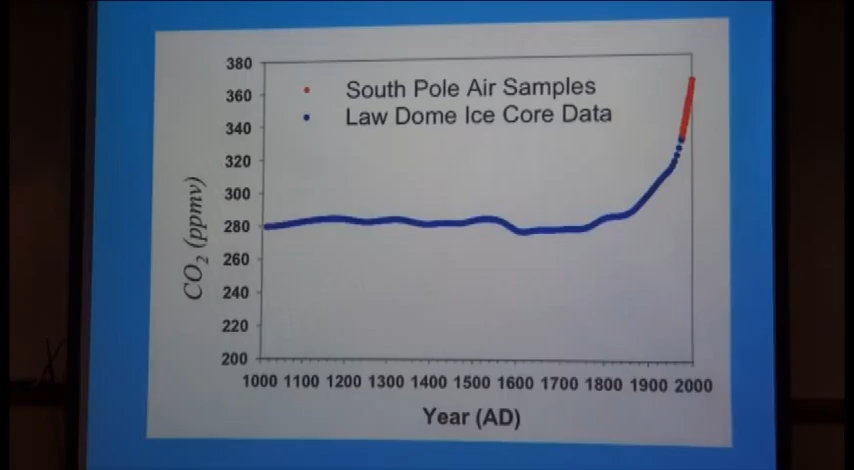 380
360
340
320
300
280
260
240
220
200
South Pole Air Samples
Law Dome Ice Core Data
CO2 (ppmv)
1000 1100 1200 1300 1400 1500 1600 1700 1800 1900 2000
Year (AD)